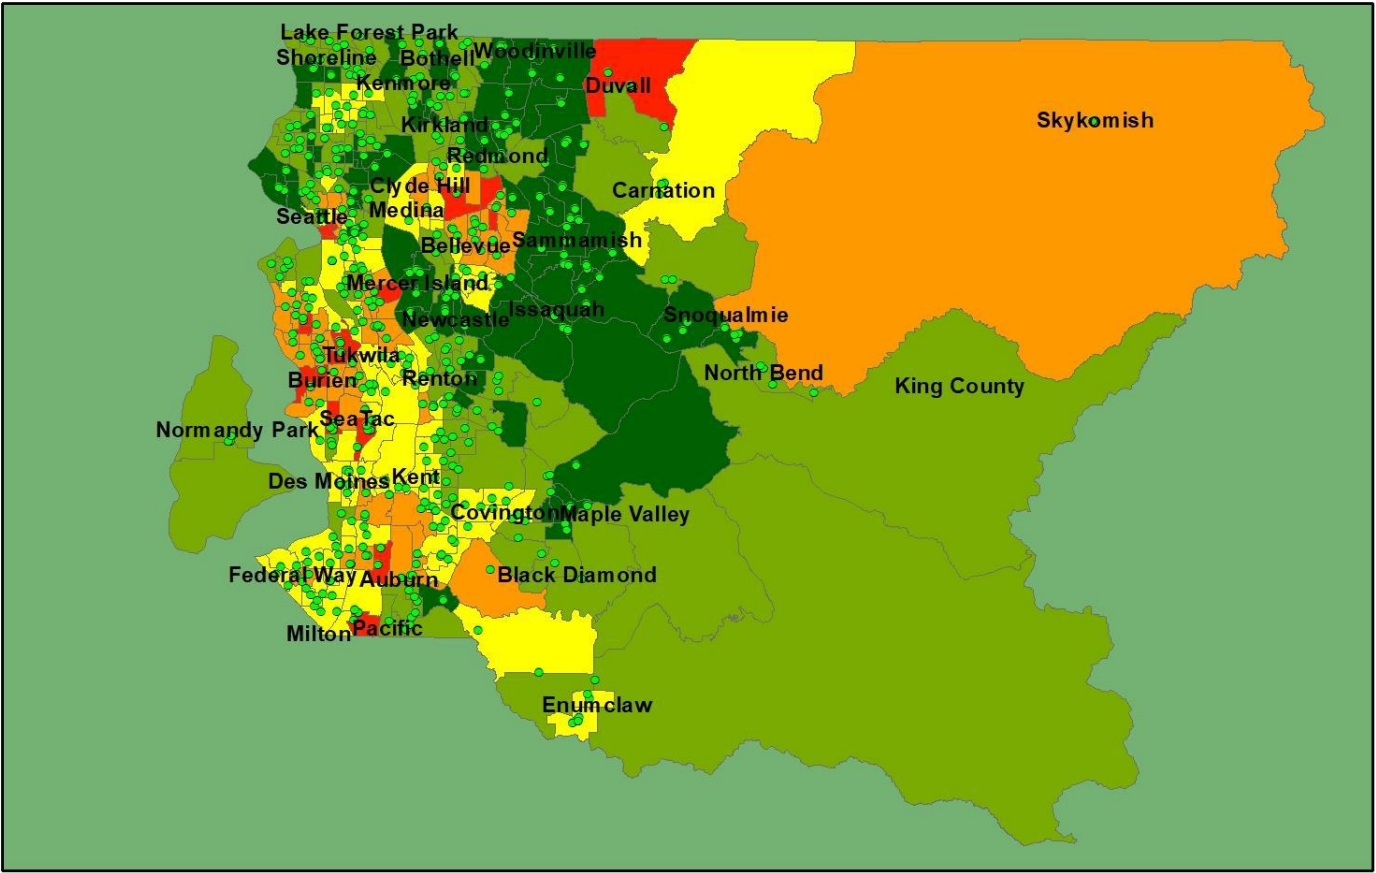 Lake Forest Park
Shoreline
Bothell
Woodinville
Kenmore
Duvall
Skykomish
Kirkland
Redmond
Clyde Hill
Carnation
Medina
Seattle
Bellevue
Sammamish
Mercer Island
Issaquah
Snoqualmie
Newcastle
Tukwila
North Bend
Burien
Renton
King County
SeaTac
Normandy Park
Des Moines
Kent
Covington
Maple Valley
Federal Way
Auburn
Black Diamond
Milton
Pacific
Enumclaw